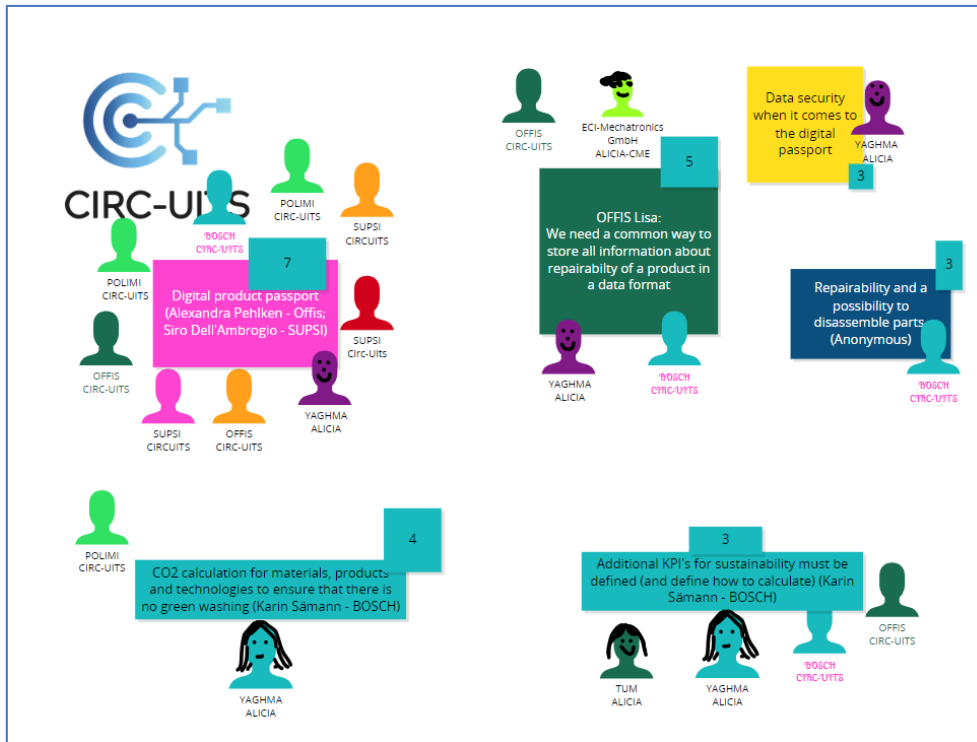 CIRC-UITS
POLIMI
CIRC-UITS
BOSCH
CIRC-UITS
SUPSI
CIRCUITS
POLIMI
CIRC-UITS
7
Digital product passport
(Alexandra Pehlken - Offis;
Siro Dell'Ambrogio - SUPSI)
SUPSI
Circ-Uits
OFFIS
CIRC-UITS
SUPSI
CIRCUITS
OFFIS
CIRC-UITS
YAGHMA
ALICIA
OFFIS
CIRC-UITS
ECI-Mechatronics
GmbH
ALICIA-CME
5
OFFIS Lisa:
We need a common way to
store all information about
repairabilty of a product in
a data format
YAGHMA
ALICIA
BOSCH
CIRC-UITS
Data security
when it comes to
the digital
passport
3
YAGHMA
ALICIA
3
Repairability and a
possibility to
disassemble parts
(Anonymous)
BOSCH
CIRC-UITS
POLIMI
CIRC-UITS
4
CO2 calculation for materials, products
and technologies to ensure that there is
no green washing (Karin Sämann - BOSCH)
YAGHMA
ALICIA
3
Additional KPI's for sustainability must be
defined (and define how to calculate) (Karin
Sämann - BOSCH)
OFFIS
CIRC-UITS
TUM
ALICIA
YAGHMA
ALICIA
BOSCH
CIRC-UITS